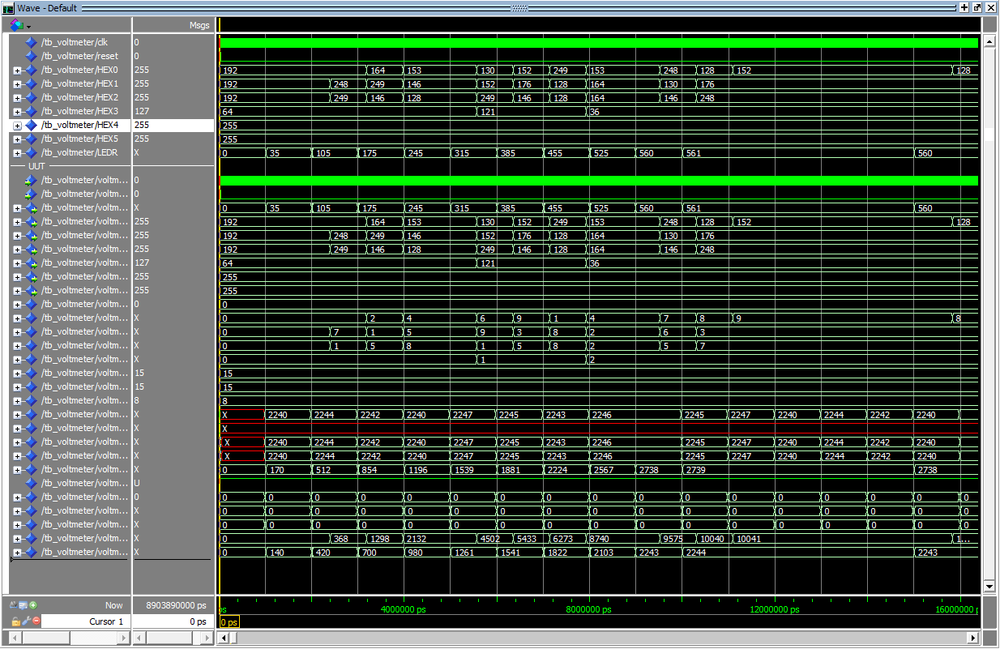 Wave - Default
Msgs
/tb_voltmeter/clk 0
/tb_voltmeter/reset 0
/tb_voltmeter/HEX0 255 192 164 153 130 152 249 153 248 128 152 128
/tb_voltmeter/HEX1 255 192 248 249 146 152 176 128 164 130 176
/tb_voltmeter/HEX2 255 192 249 146 128 249 146 128 164 146 248
/tb_voltmeter/HEX3 127 64 121 36
/tb_voltmeter/HEX4 255 255
/tb_voltmeter/HEX5 255 255
/tb_voltmeter/LEDR X 0 35 105 175 245 315 385 455 525 560 561 560
UUT
/tb_voltmeter/voltm... 0
/tb_voltmeter/voltm... 0
/tb_voltmeter/voltm... X 0 35 105 175 245 315 385 455 525 560 561 560
/tb_voltmeter/voltm... 255 192 164 153 130 152 249 153 248 128 152 128
/tb_voltmeter/voltm... 255 192 248 249 146 152 176 128 164 130 176
/tb_voltmeter/voltm... 255 192 249 146 128 249 146 128 164 146 248
/tb_voltmeter/voltm... 127 64 121 36
/tb_voltmeter/voltm... 255 255
/tb_voltmeter/voltm... 255 255
/tb_voltmeter/voltm... 0 0
/tb_voltmeter/voltm... X 0 2 4 6 9 1 4 7 8 9 8
/tb_voltmeter/voltm... X 0 7 1 5 9 3 8 2 6 3
/tb_voltmeter/voltm... X 0 1 5 8 1 5 8 2 5 7
/tb_voltmeter/voltm... X 0 1 2
/tb_voltmeter/voltm... 15 15
/tb_voltmeter/voltm... 15 15
/tb_voltmeter/voltm... 8 8
/tb_voltmeter/voltm... X X 2240 2244 2242 2240 2247 2245 2243 2246 2245 2247 2240 2244 2242 2240
/tb_voltmeter/voltm... X X
/tb_voltmeter/voltm... X X 2240 2244 2242 2240 2247 2245 2243 2246 2245 2247 2240 2244 2242 2240
/tb_voltmeter/voltm... X X 2240 2244 2242 2240 2247 2245 2243 2246 2245 2247 2240 2244 2242 2240
/tb_voltmeter/voltm... X 0 170 512 854 1196 1539 1881 2224 2567 2738 2739 2738
/tb_voltmeter/voltm... U
/tb_voltmeter/voltm... 0 0 0 0 0 0 0 0 0 0 0 0 0 0 0 0 0 0
/tb_voltmeter/voltm... X 0 0 0 0 0 0 0 0 0 0 0 0 0 0 0 0 0
/tb_voltmeter/voltm... X 0 0 0 0 0 0 0 0 0 0 0 0 0 0 0 0 0
/tb_voltmeter/voltm... X 0 368 1298 2132 4502 5433 6273 8740 9575 10040 10041 1...
/tb_voltmeter/voltm... X 0 140 420 700 980 1261 1541 1822 2103 2243 2244 2243
Now 8903890000 ps ps 4000000 ps 8000000 ps 12000000 ps 16000000
Cursor 1 0 ps 0 ps